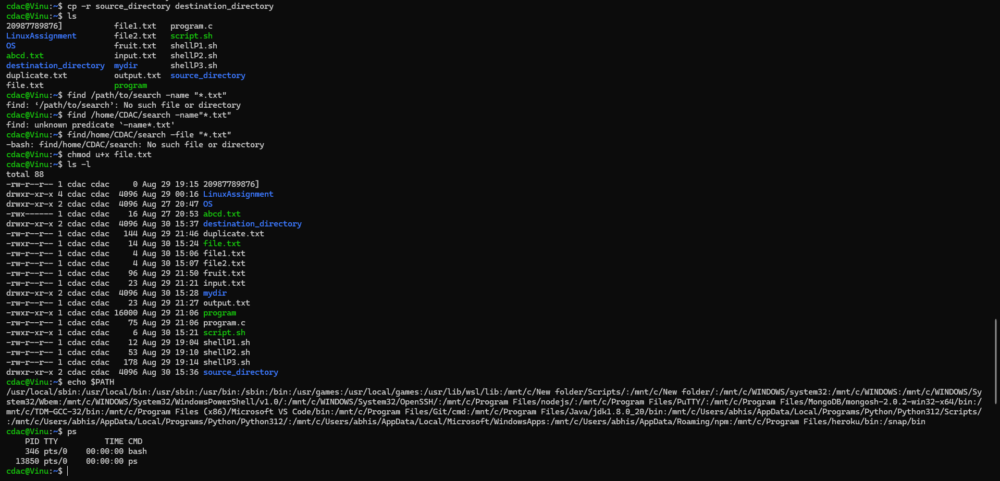 cdac@Vinu:~$ cp -r source_directory destination_directory
cdac@Vinu:~$ ls
20987789876]           file1.txt   program.c
LinuxAssignment        file2.txt   script.sh
OS                     fruit.txt   shellP1.sh
abcd.txt               input.txt   shellP2.sh
destination_directory  mydir       shellP3.sh
duplicate.txt          output.txt  source_directory
file.txt               program
cdac@Vinu:~$ find /path/to/search -name "*.txt"
find: ‘/path/to/search’: No such file or directory
cdac@Vinu:~$ find /home/CDAC/search -name"*.txt"
find: unknown predicate `-name*.txt'
cdac@Vinu:~$ find/home/CDAC/search -file "*.txt"
-bash: find/home/CDAC/search: No such file or directory
cdac@Vinu:~$ chmod u+x file.txt
cdac@Vinu:~$ ls -l
total 88
-rw-r--r-- 1 cdac cdac     0 Aug 29 19:15 20987789876]
drwxr-xr-x 4 cdac cdac  4096 Aug 29 00:16 LinuxAssignment
drwxr-xr-x 2 cdac cdac  4096 Aug 27 20:47 OS
-rwx------ 1 cdac cdac    16 Aug 27 20:53 abcd.txt
drwxr-xr-x 2 cdac cdac  4096 Aug 30 15:37 destination_directory
-rw-r--r-- 1 cdac cdac   144 Aug 29 21:46 duplicate.txt
-rwxr--r-- 1 cdac cdac    14 Aug 30 15:24 file.txt
-rw-r--r-- 1 cdac cdac     4 Aug 30 15:06 file1.txt
-rw-r--r-- 1 cdac cdac     4 Aug 30 15:07 file2.txt
-rw-r--r-- 1 cdac cdac    96 Aug 29 21:50 fruit.txt
-rw-r--r-- 1 cdac cdac    23 Aug 29 21:21 input.txt
drwxr-xr-x 2 cdac cdac  4096 Aug 30 15:28 mydir
-rw-r--r-- 1 cdac cdac    23 Aug 29 21:27 output.txt
-rwxr-xr-x 1 cdac cdac 16000 Aug 29 21:06 program
-rw-r--r-- 1 cdac cdac    75 Aug 29 21:06 program.c
-rwxr-xr-x 1 cdac cdac     6 Aug 30 15:21 script.sh
-rw-r--r-- 1 cdac cdac    12 Aug 29 19:04 shellP1.sh
-rw-r--r-- 1 cdac cdac    53 Aug 29 19:10 shellP2.sh
-rw-r--r-- 1 cdac cdac   178 Aug 29 19:14 shellP3.sh
drwxr-xr-x 2 cdac cdac  4096 Aug 30 15:36 source_directory
cdac@Vinu:~$ echo $PATH
/usr/local/sbin:/usr/local/bin:/usr/sbin:/usr/bin:/sbin:/bin:/usr/games:/usr/local/games:/usr/lib/wsl/lib:/mnt/c/New folder/Scripts/:/mnt/c/New folder/:/mnt/c/WINDOWS/system32:/mnt/c/WINDOWS:/mnt/c/WINDOWS/Sy
stem32/Wbem:/mnt/c/WINDOWS/System32/WindowsPowerShell/v1.0/:/mnt/c/WINDOWS/System32/OpenSSH/:/mnt/c/Program Files/nodejs/:/mnt/c/Program Files/PuTTY/:/mnt/c/Program Files/MongoDB/mongosh-2.0.2-win32-x64/bin:/
mnt/c/TDM-GCC-32/bin:/mnt/c/Program Files (x86)/Microsoft VS Code/bin:/mnt/c/Program Files/Git/cmd:/mnt/c/Program Files/Java/jdk1.8.0_20/bin:/mnt/c/Users/abhis/AppData/Local/Programs/Python/Python312/Scripts/
:/mnt/c/Users/abhis/AppData/Local/Programs/Python/Python312/:/mnt/c/Users/abhis/AppData/Local/Microsoft/WindowsApps:/mnt/c/Users/abhis/AppData/Roaming/npm:/mnt/c/Program Files/heroku/bin:/snap/bin
cdac@Vinu:~$ ps
    PID TTY          TIME CMD
    346 pts/0    00:00:00 bash
  13850 pts/0    00:00:00 ps
cdac@Vinu:~$